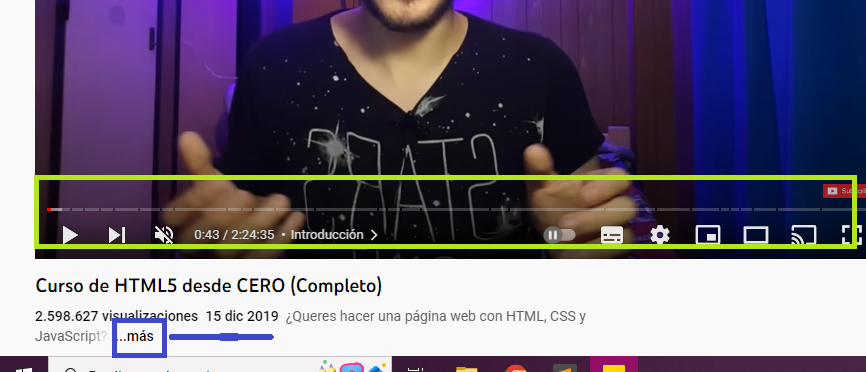 STAR
0:43 / 2:24:35 • Introducción
Curso de HTML5 desde CERO (Completo)
2.598.627 visualizaciones 15 dic 2019 ¿Queres hacer una página web con HTML, CSS y
JavaScript? ...más